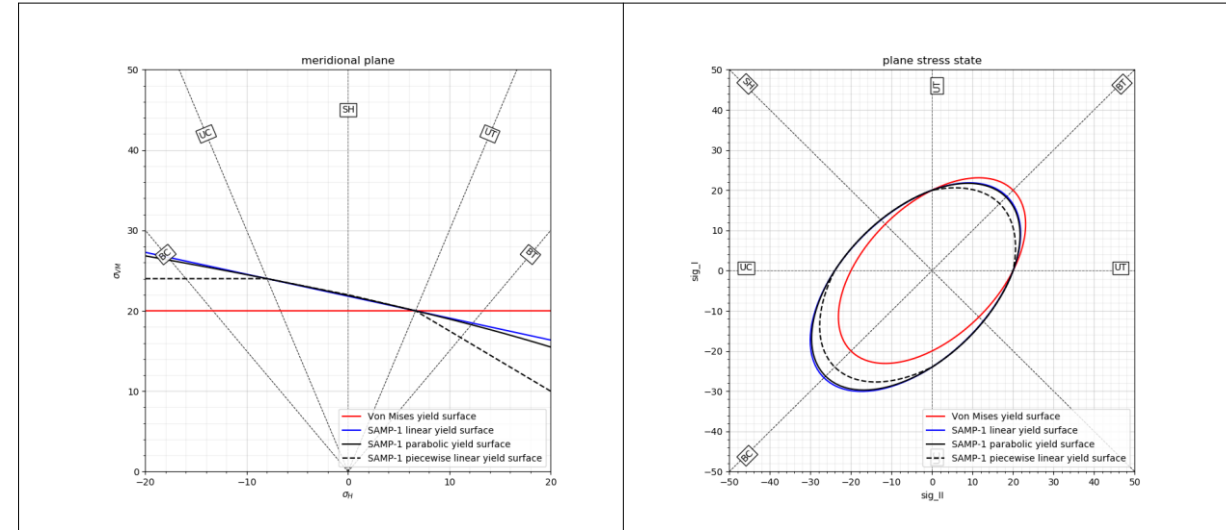 meridional plane
50
40
30
20
10
0
-20
-10
0
10
20
σ_VM
σ_H
UC
SH
UT
BC
BT
Von Mises yield surface
SAMP-1 linear yield surface
SAMP-1 parabolic yield surface
SAMP-1 piecewise linear yield surface
plane stress state
50
40
30
20
10
0
-10
-20
-30
-40
-50
-50
-40
-30
-20
-10
0
10
20
30
40
50
sig_I
sig_II
SH
UT
BT
UC
UT
BC
Von Mises yield surface
SAMP-1 linear yield surface
SAMP-1 parabolic yield surface
SAMP-1 piecewise linear yield surface